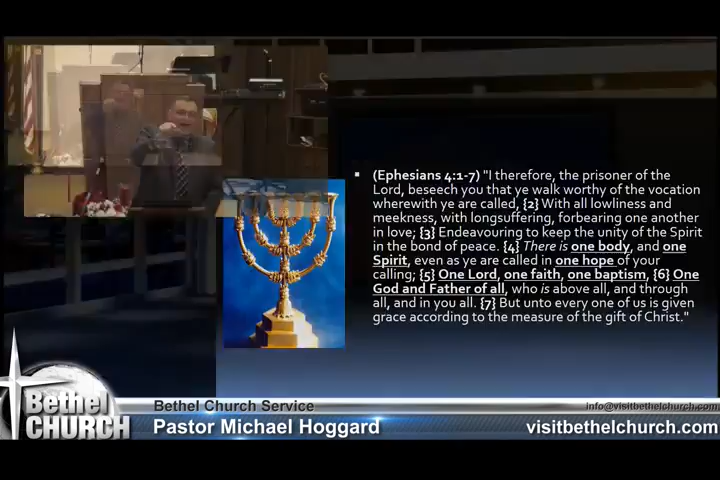 ▪ (Ephesians 4:1-7) "I therefore, the prisoner of the
Lord, beseech you that ye walk worthy of the vocation
wherewith ye are called, {2} With all lowliness and
meekness, with longsuffering, forbearing one another
in love; {3} Endeavouring to keep the unity of the Spirit
in the bond of peace. {4} There is one body, and one
Spirit, even as ye are called in one hope of your
calling; {5} One Lord, one faith, one baptism, {6} One
God and Father of all, who is above all, and through
all, and in you all. {7} But unto every one of us is given
grace according to the measure of the gift of Christ."
Bethel
CHURCH
Bethel Church Service
info@visitbethelchurch.com
Pastor Michael Hoggard
visitbethelchurch.com